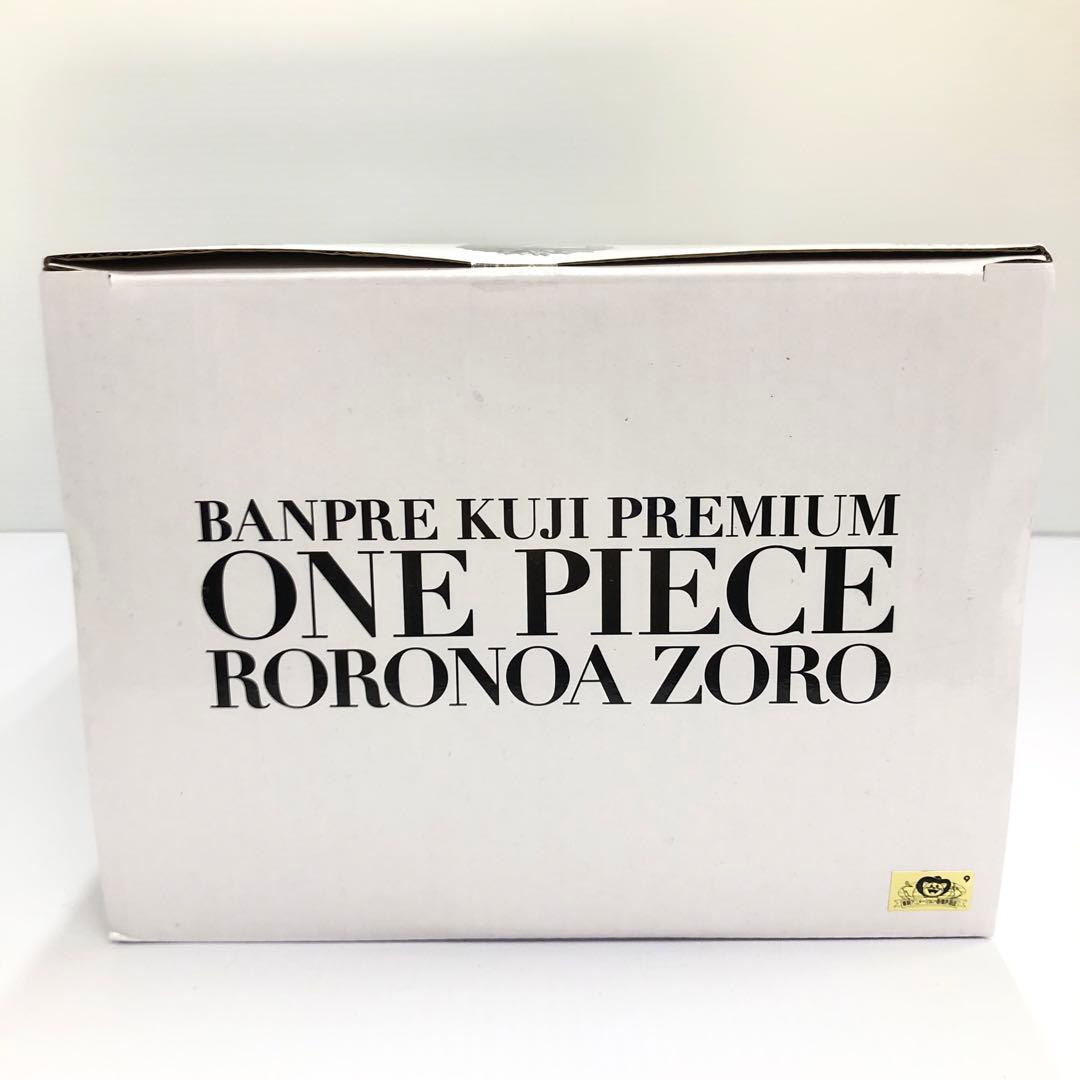 BANPRE KUJI PREMIUM
ONE PIECE
RORONOA ZORO